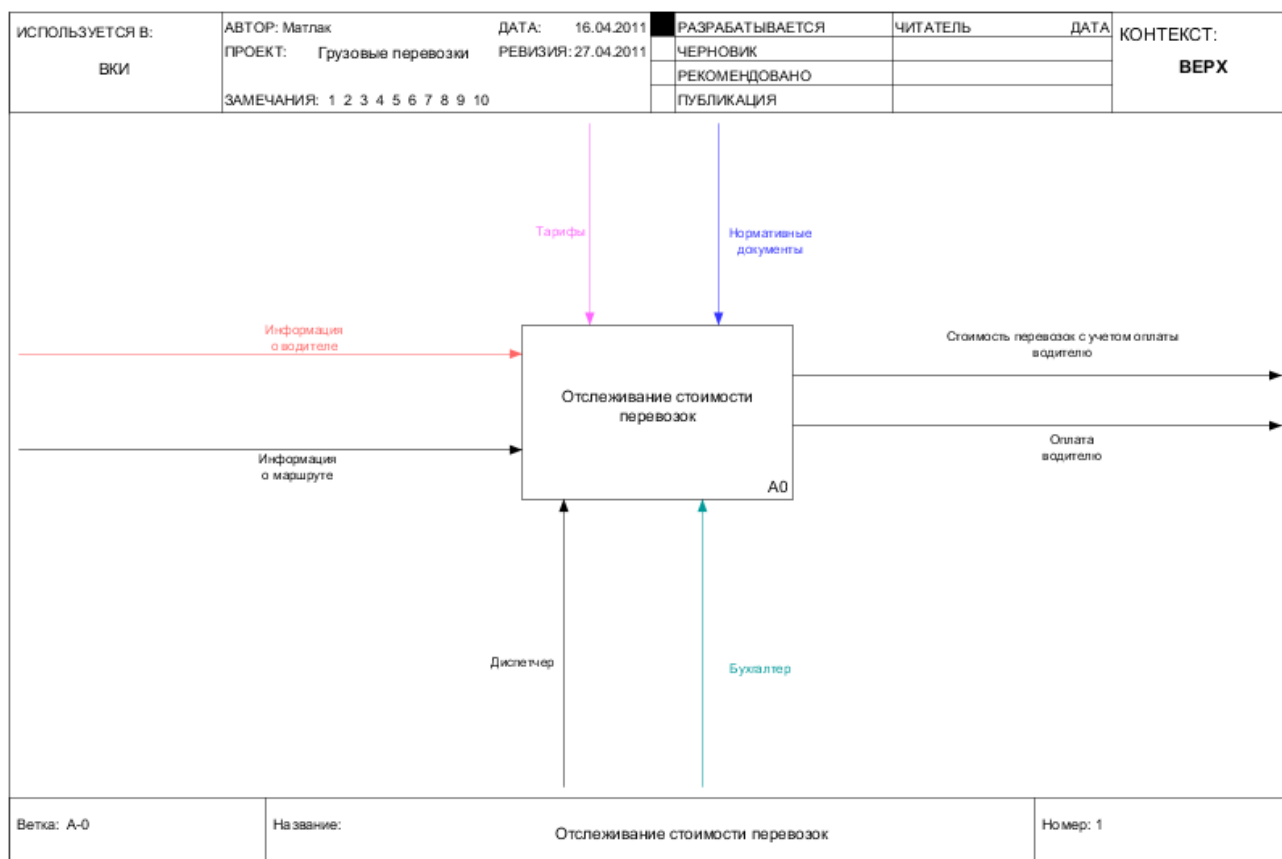 ИСПОЛЬЗУЕТСЯ В:
ВКИ
АВТОР: Матлак
ДАТА: 16.04.2011
ПРОЕКТ: Грузовые перевозки
РЕВИЗИЯ: 27.04.2011
ЗАМЕЧАНИЯ: 1 2 3 4 5 6 7 8 9 10
РАЗРАБАТЫВАЕТСЯ
ЧЕРНОВИК
РЕКОМЕНДОВАНО
ПУБЛИКАЦИЯ
ЧИТАТЕЛЬ
ДАТА
КОНТЕКСТ:
ВЕРХ
Тарифы
Нормативные
документы
Информация
о водителе
Стоимость перевозок с учетом оплаты
водителю
Отслеживание стоимости
перевозок
A0
Информация
о маршруте
Оплата
водителю
Диспетчер
Бухгалтер
Ветка: A-0
Название:
Отслеживание стоимости перевозок
Номер: 1